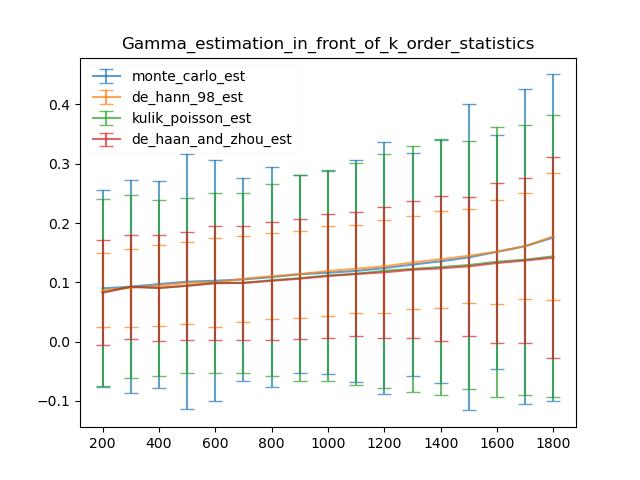 Gamma_estimation_in_front_of_k_order_statistics
monte_carlo_est
de_hann_98_est
kulik_poisson_est
de_haan_and_zhou_est
0.4
0.3
0.2
0.1
0.0
−0.1
200 400 600 800 1000 1200 1400 1600 1800